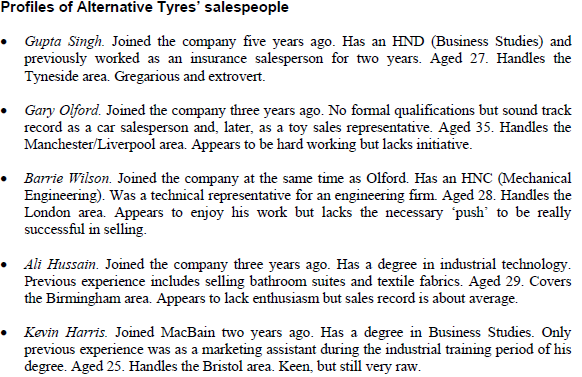 Profiles of Alternative Tyres’ salespeople
• Gupta Singh. Joined the company five years ago. Has an HND (Business Studies) and
previously worked as an insurance salesperson for two years. Aged 27. Handles the
Tyneside area. Gregarious and extrovert.
• Gary Olford. Joined the company three years ago. No formal qualifications but sound track
record as a car salesperson and, later, as a toy sales representative. Aged 35. Handles the
Manchester/Liverpool area. Appears to be hard working but lacks initiative.
• Barrie Wilson. Joined the company at the same time as Olford. Has an HNC (Mechanical
Engineering). Was a technical representative for an engineering firm. Aged 28. Handles the
London area. Appears to enjoy his work but lacks the necessary ‘push’ to be really
successful in selling.
• Ali Hussain. Joined the company three years ago. Has a degree in industrial technology.
Previous experience includes selling bathroom suites and textile fabrics. Aged 29. Covers
the Birmingham area. Appears to lack enthusiasm but sales record is about average.
• Kevin Harris. Joined MacBain two years ago. Has a degree in Business Studies. Only
previous experience was as a marketing assistant during the industrial training period of his
degree. Aged 25. Handles the Bristol area. Keen, but still very raw.